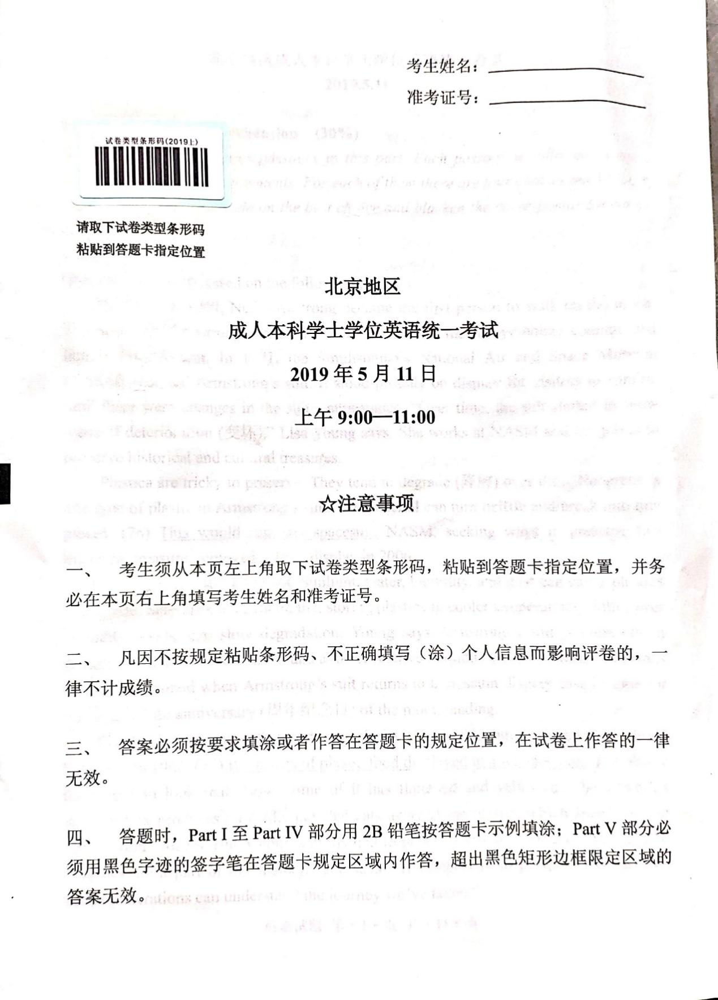 考生姓名：
准考证号：
试卷类型条形码(2019上)
请取下试卷类型条形码
粘贴到答题卡指定位置
北京地区
成人本科学士学位英语统一考试
2019 年 5 月 11 日
上午 9:00—11:00
☆注意事项
一、 考生须从本页左上角取下试卷类型条形码，粘贴到答题卡指定位置，并务
必在本页右上角填写考生姓名和准考证号。
二、 凡因不按规定粘贴条形码、不正确填写（涂）个人信息而影响评卷的，一
律不计成绩。
三、 答案必须按要求填涂或者作答在答题卡的规定位置，在试卷上作答的一律
无效。
四、 答题时，Part I 至 Part IV 部分用 2B 铅笔按答题卡示例填涂；Part V 部分必
须用黑色字迹的签字笔在答题卡规定区域内作答，超出黑色矩形边框限定区域的
答案无效。